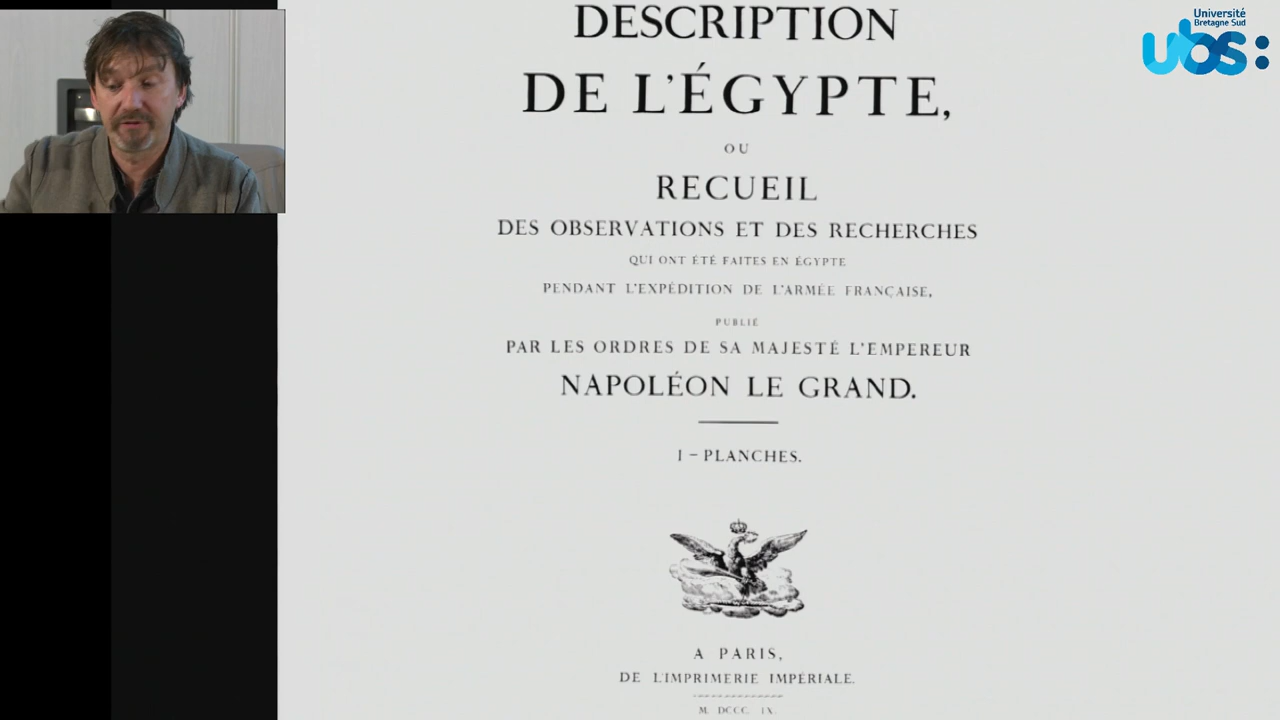 Université
Bretagne Sud
ubs:
DESCRIPTION
DE L'ÉGYPTE,
OU
RECUEIL
DES OBSERVATIONS ET DES RECHERCHES
QUI ONT ÉTÉ FAITES EN ÉGYPTE
PENDANT L'EXPÉDITION DE L'ARMÉE FRANÇAISE,
PUBLIÉ
PAR LES ORDRES DE SA MAJESTÉ L'EMPEREUR
NAPOLÉON LE GRAND.
I – PLANCHES.
A PARIS,
DE L'IMPRIMERIE IMPÉRIALE.
M. DCCC. IX.